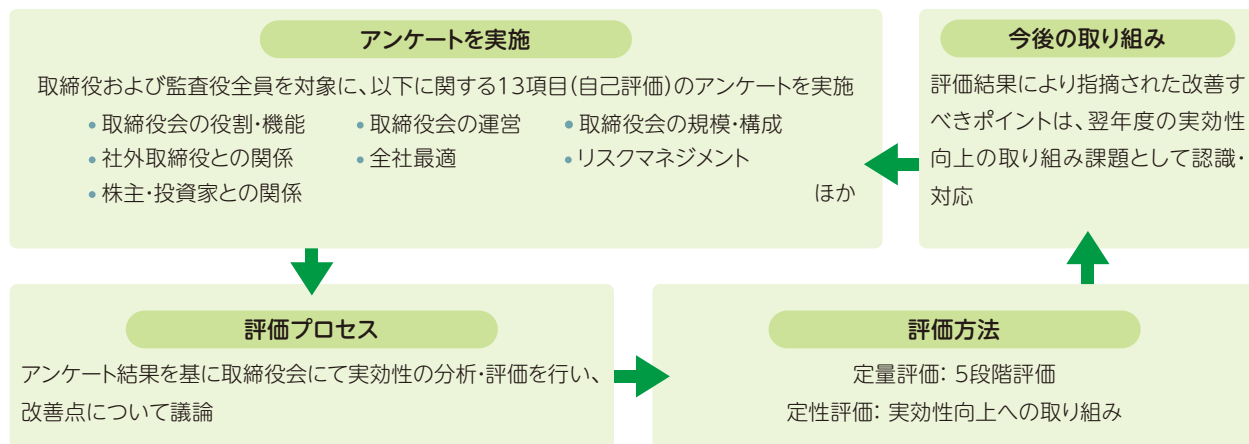 アンケートを実施
取締役および監査役全員を対象に、以下に関する13項目(自己評価)のアンケートを実施
• 取締役会の役割・機能 • 取締役会の運営 • 取締役会の規模・構成
• 社外取締役との関係 • 全社最適 • リスクマネジメント
• 株主・投資家との関係 ほか
今後の取り組み
評価結果により指摘された改善す
べきポイントは、翌年度の実効性
向上の取り組み課題として認識・
対応
評価プロセス
アンケート結果を基に取締役会にて実効性の分析・評価を行い、
改善点について議論
評価方法
定量評価: 5段階評価
定性評価: 実効性向上への取り組み